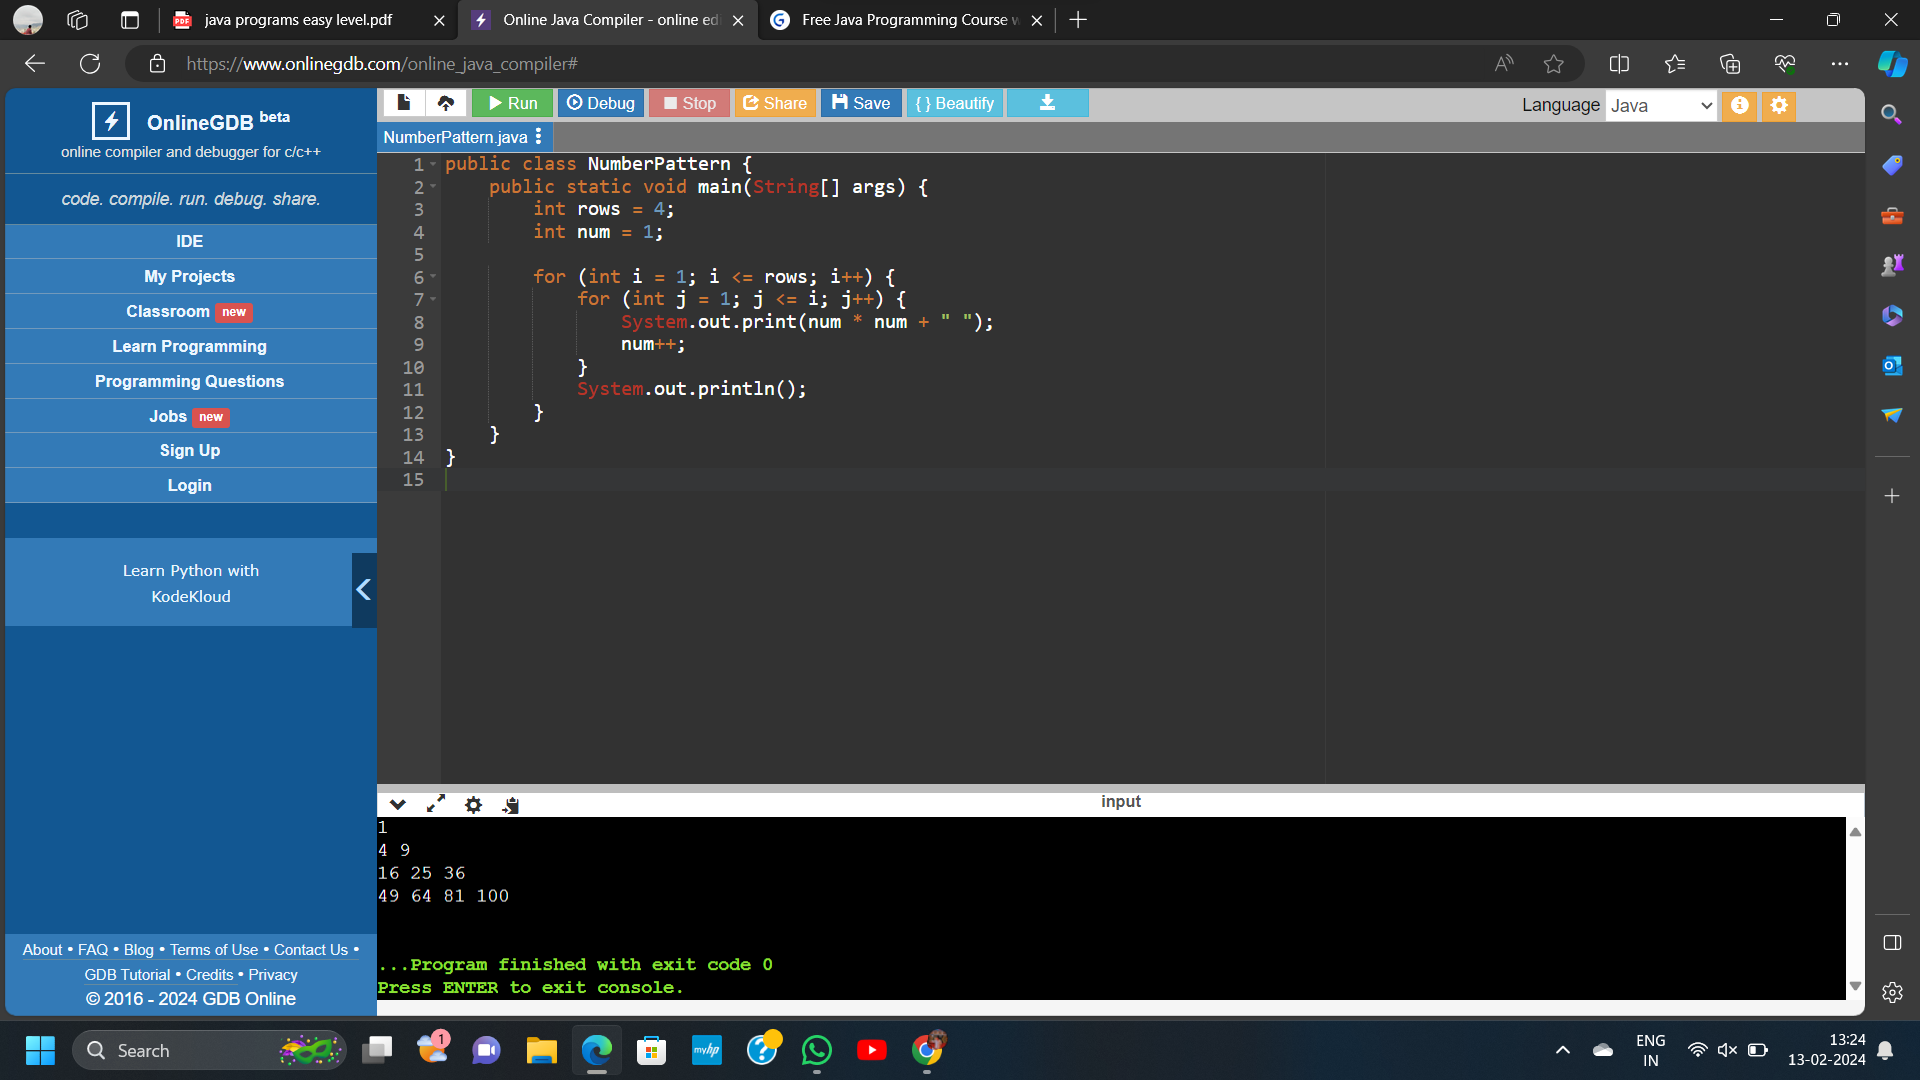 java programs easy level.pdf
Online Java Compiler - online edi
Free Java Programming Course w
https://www.onlinegdb.com/online_java_compiler#
OnlineGDB beta
online compiler and debugger for c/c++
code. compile. run. debug. share.
IDE
My Projects
Classroom new
Learn Programming
Programming Questions
Jobs new
Sign Up
Login
Learn Python with
KodeKloud
About • FAQ • Blog • Terms of Use • Contact Us •
GDB Tutorial • Credits • Privacy
© 2016 - 2024 GDB Online
Run Debug Stop Share Save { } Beautify
Language Java
NumberPattern.java
1 public class NumberPattern {
2 public static void main(String[] args) {
3 int rows = 4;
4 int num = 1;
5
6 for (int i = 1; i <= rows; i++) {
7 for (int j = 1; j <= i; j++) {
8 System.out.print(num * num + " ");
9 num++;
10 }
11 System.out.println();
12 }
13 }
14 }
15
input
1
4 9
16 25 36
49 64 81 100
...Program finished with exit code 0
Press ENTER to exit console.
Search
1
myhp
ENG
IN
13:24
13-02-2024